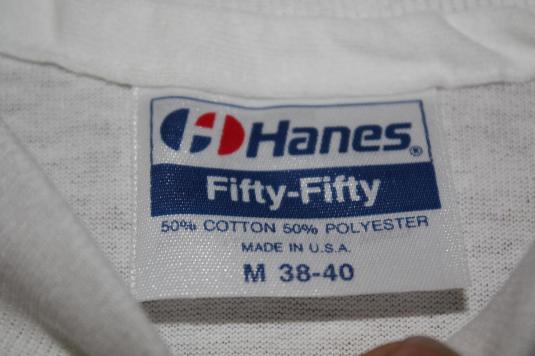 Hanes®
Fifty-Fifty
50% COTTON 50% POLYESTER
MADE IN U.S.A.
M 38-40